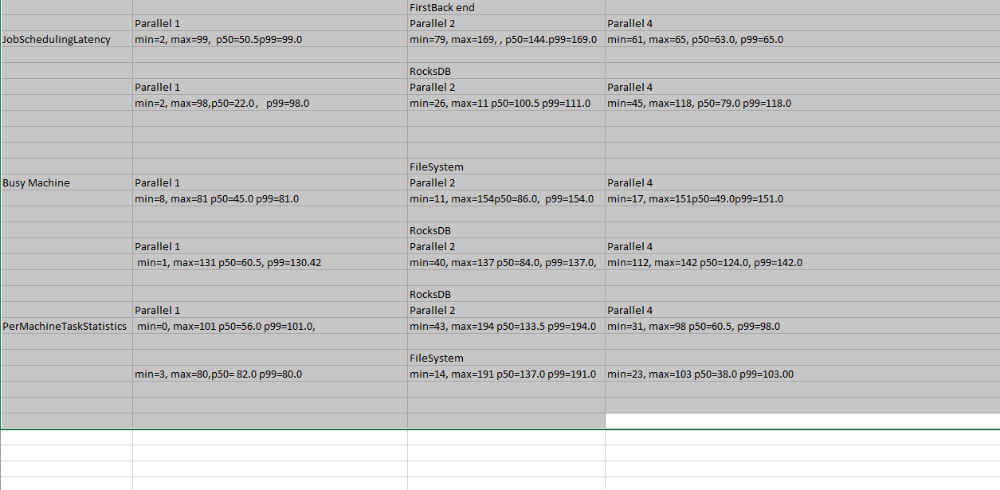 FirstBack end
Parallel 1 Parallel 2 Parallel 4
JobSchedulingLatency min=2, max=99,  p50=50.5p99=99.0 min=79, max=169, , p50=144.p99=169.0 min=61, max=65, p50=63.0, p99=65.0
RocksDB
Parallel 1 Parallel 2 Parallel 4
min=2, max=98,p50=22.0， p99=98.0 min=26, max=11 p50=100.5 p99=111.0 min=45, max=118, p50=79.0 p99=118.0
FileSystem
Busy Machine Parallel 1 Parallel 2 Parallel 4
min=8, max=81 p50=45.0 p99=81.0 min=11, max=154p50=86.0,  p99=154.0 min=17, max=151p50=49.0p99=151.0
RocksDB
Parallel 1 Parallel 2 Parallel 4
min=1, max=131 p50=60.5, p99=130.42 min=40, max=137 p50=84.0, p99=137.0, min=112, max=142 p50=124.0, p99=142.0
RocksDB
Parallel 1 Parallel 2 Parallel 4
PerMachineTaskStatistics min=0, max=101 p50=56.0 p99=101.0, min=43, max=194 p50=133.5 p99=194.0 min=31, max=98 p50=60.5, p99=98.0
FileSystem
min=3, max=80,p50= 82.0 p99=80.0 min=14, max=191 p50=137.0 p99=191.0 min=23, max=103 p50=38.0 p99=103.00